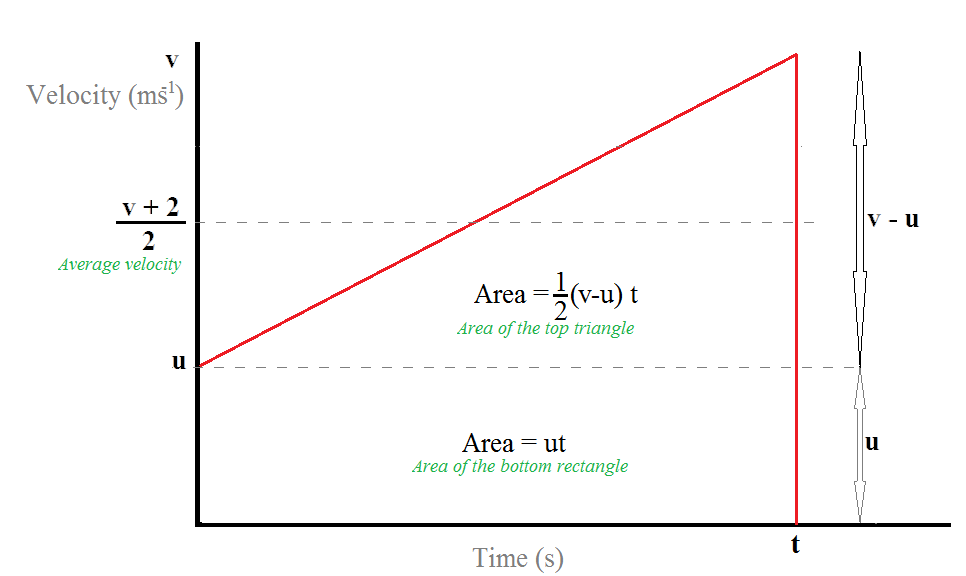 v
Velocity (ms̄¹)
v + 2
2
Average velocity
v - u
Area = 1/2 (v-u) t
Area of the top triangle
u
Area = ut
Area of the bottom rectangle
u
t
Time (s)